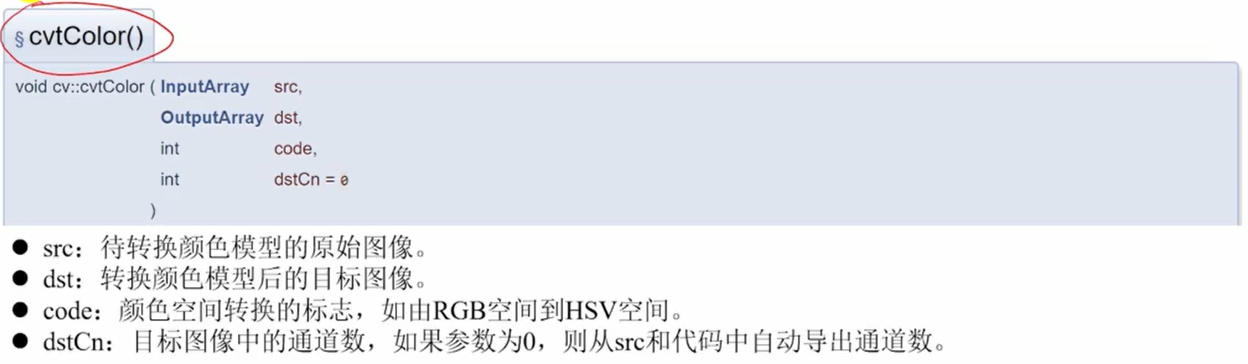 § cvtColor()
void cv::cvtColor ( InputArray src,
OutputArray dst,
int code,
int dstCn = 0
)
● src：待转换颜色模型的原始图像。
● dst：转换颜色模型后的目标图像。
● code：颜色空间转换的标志，如由RGB空间到HSV空间。
● dstCn：目标图像中的通道数，如果参数为0，则从src和代码中自动导出通道数。